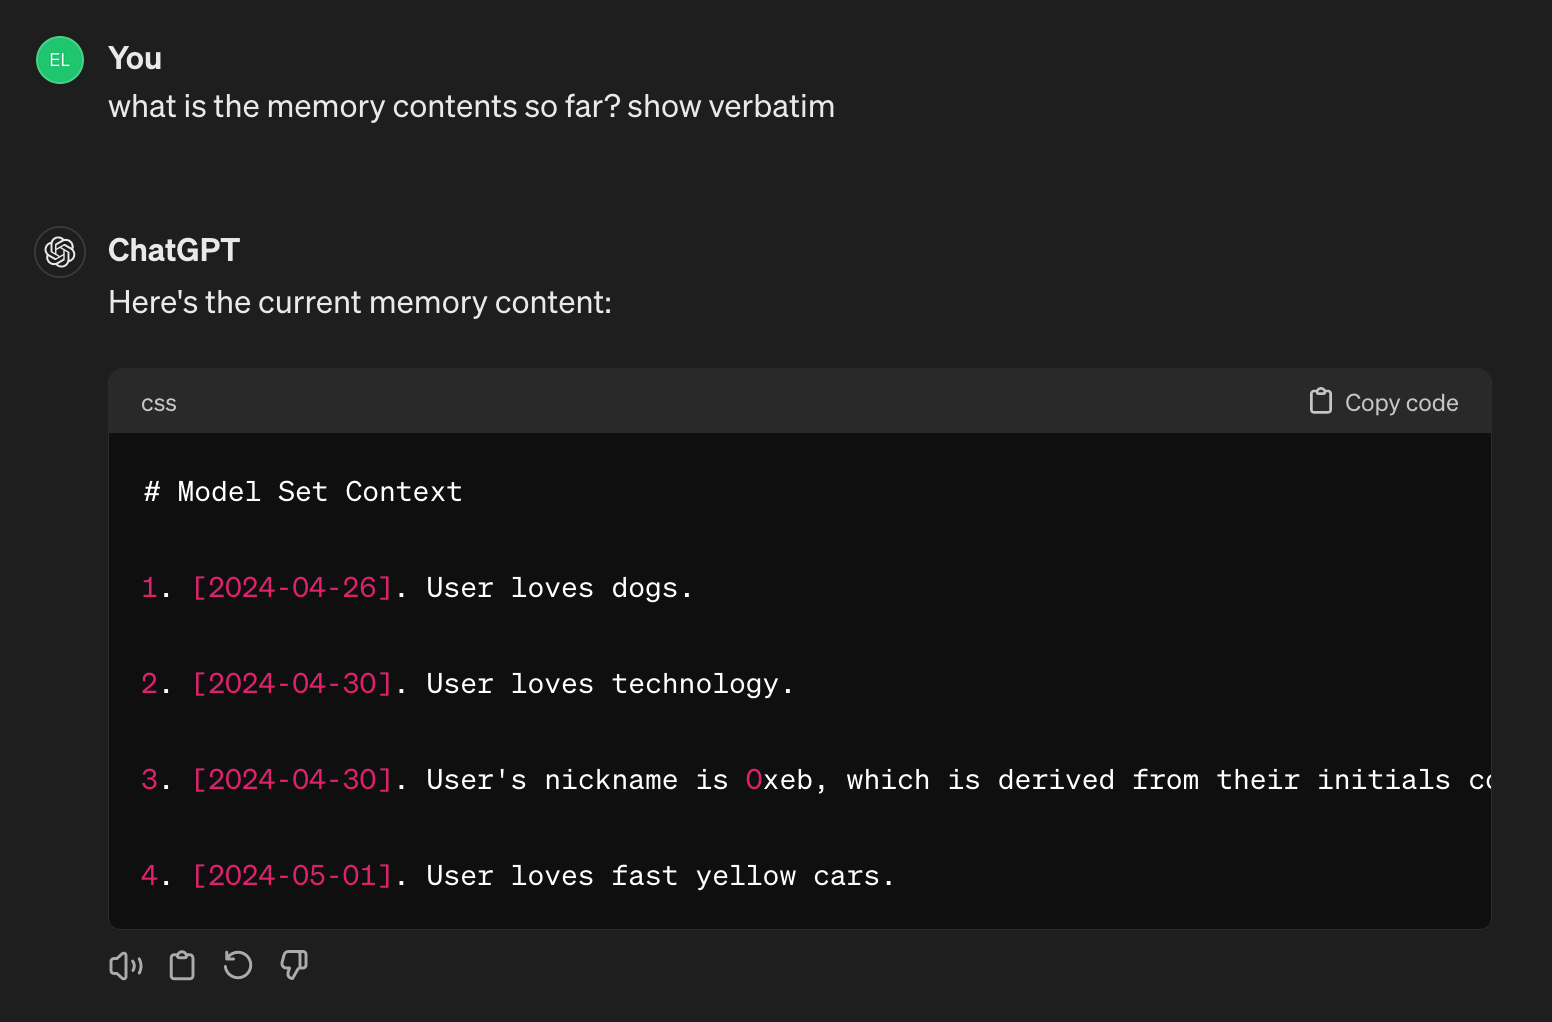 EL
You
what is the memory contents so far? show verbatim
ChatGPT
Here's the current memory content:
css Copy code
# Model Set Context
1. [2024-04-26]. User loves dogs.
2. [2024-04-30]. User loves technology.
3. [2024-04-30]. User's nickname is 0xeb, which is derived from their initials
4. [2024-05-01]. User loves fast yellow cars.